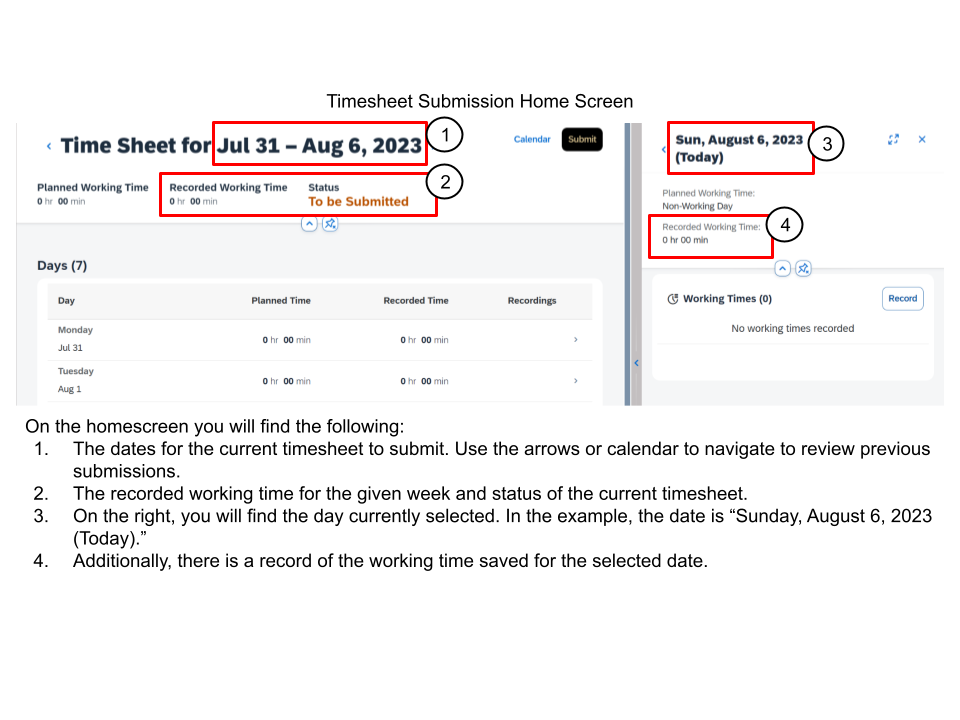 Timesheet Submission Home Screen
Time Sheet for Jul 31 – Aug 6, 2023
1
Calendar
Submit
Planned Working Time
0 hr 00 min
Recorded Working Time
0 hr 00 min
Status
To be Submitted
2
Days (7)
Day Planned Time Recorded Time Recordings
Monday
Jul 31
0 hr 00 min 0 hr 00 min
Tuesday
Aug 1
0 hr 00 min 0 hr 00 min
Sun, August 6, 2023
(Today)
3
Planned Working Time:
Non-Working Day
Recorded Working Time:
0 hr 00 min
4
Working Times (0)
Record
No working times recorded
On the homescreen you will find the following:
1. The dates for the current timesheet to submit. Use the arrows or calendar to navigate to review previous
submissions.
2. The recorded working time for the given week and status of the current timesheet.
3. On the right, you will find the day currently selected. In the example, the date is “Sunday, August 6, 2023
(Today).”
4. Additionally, there is a record of the working time saved for the selected date.